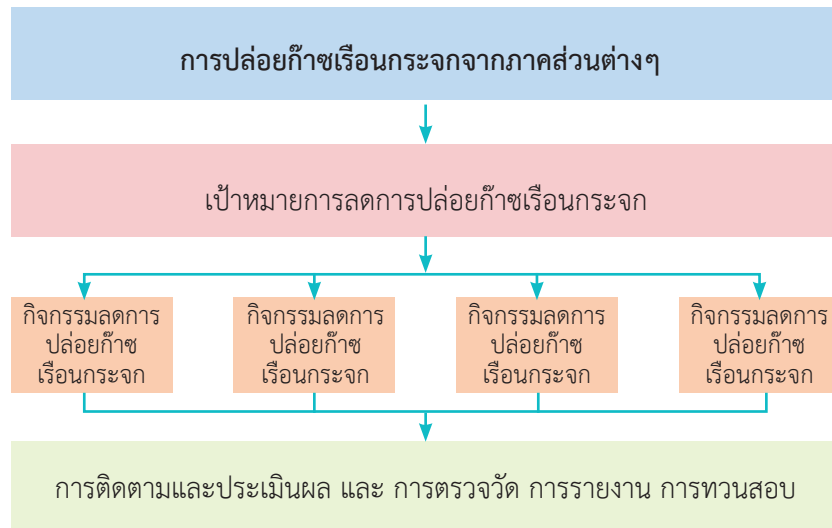 การปล่อยก๊าซเรือนกระจกจากภาคส่วนต่างๆ
เป้าหมายการลดการปล่อยก๊าซเรือนกระจก
กิจกรรมลดการ
ปล่อยก๊าซ
เรือนกระจก
กิจกรรมลดการ
ปล่อยก๊าซ
เรือนกระจก
กิจกรรมลดการ
ปล่อยก๊าซ
เรือนกระจก
กิจกรรมลดการ
ปล่อยก๊าซ
เรือนกระจก
การติดตามและประเมินผล และ การตรวจวัด การรายงาน การทวนสอบ